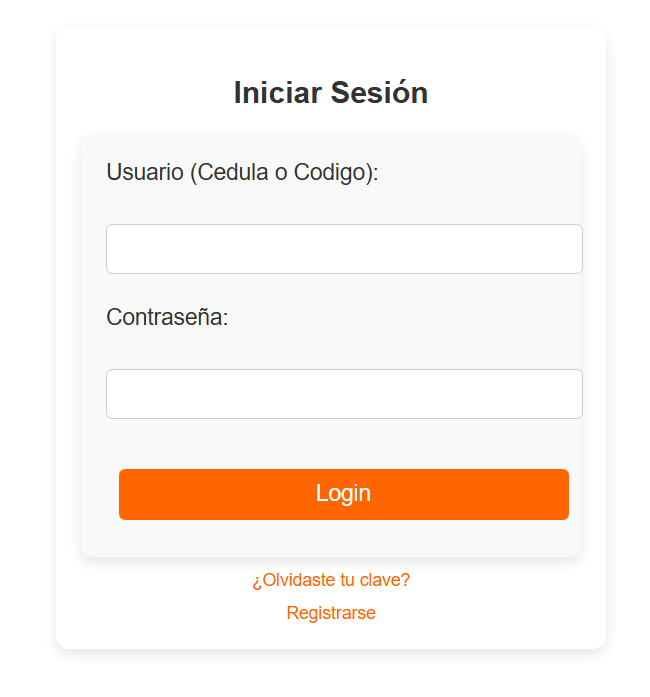 Iniciar Sesión
Usuario (Cedula o Codigo):
Contraseña:
Login
¿Olvidaste tu clave?
Registrarse